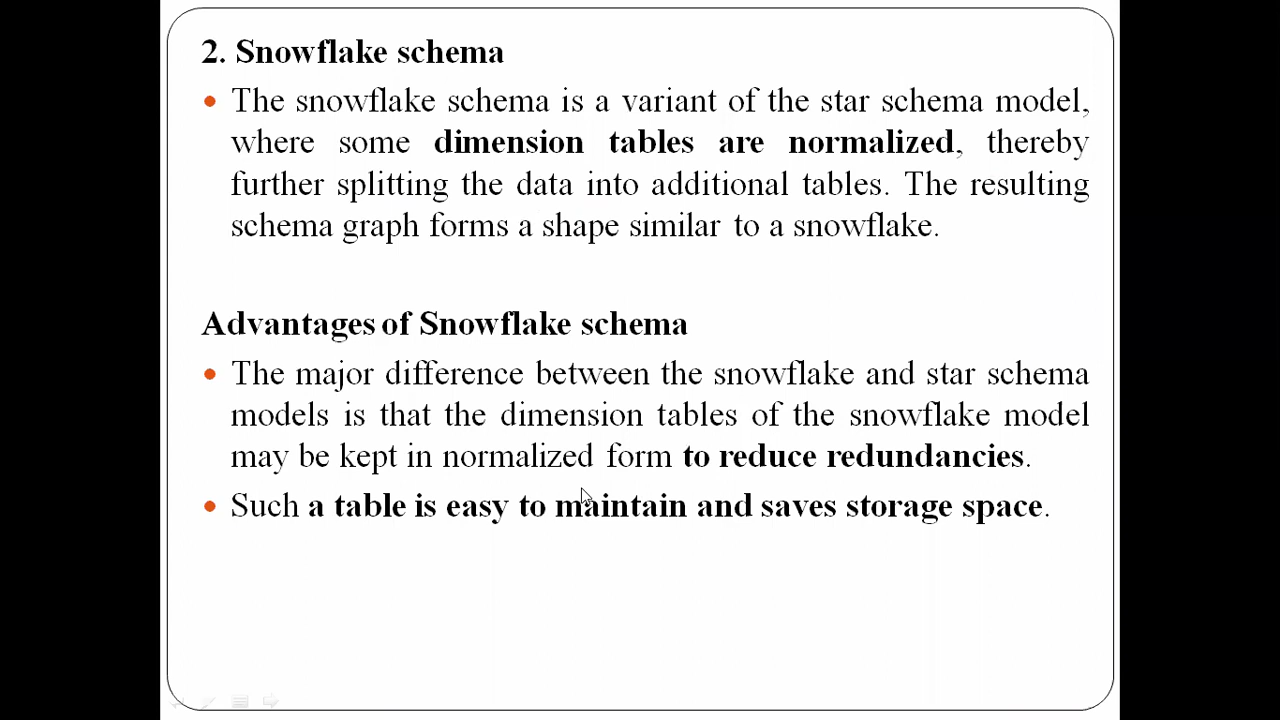 2. Snowflake schema
• The snowflake schema is a variant of the star schema model,
where some dimension tables are normalized, thereby
further splitting the data into additional tables. The resulting
schema graph forms a shape similar to a snowflake.
Advantages of Snowflake schema
• The major difference between the snowflake and star schema
models is that the dimension tables of the snowflake model
may be kept in normalized form to reduce redundancies.
• Such a table is easy to maintain and saves storage space.